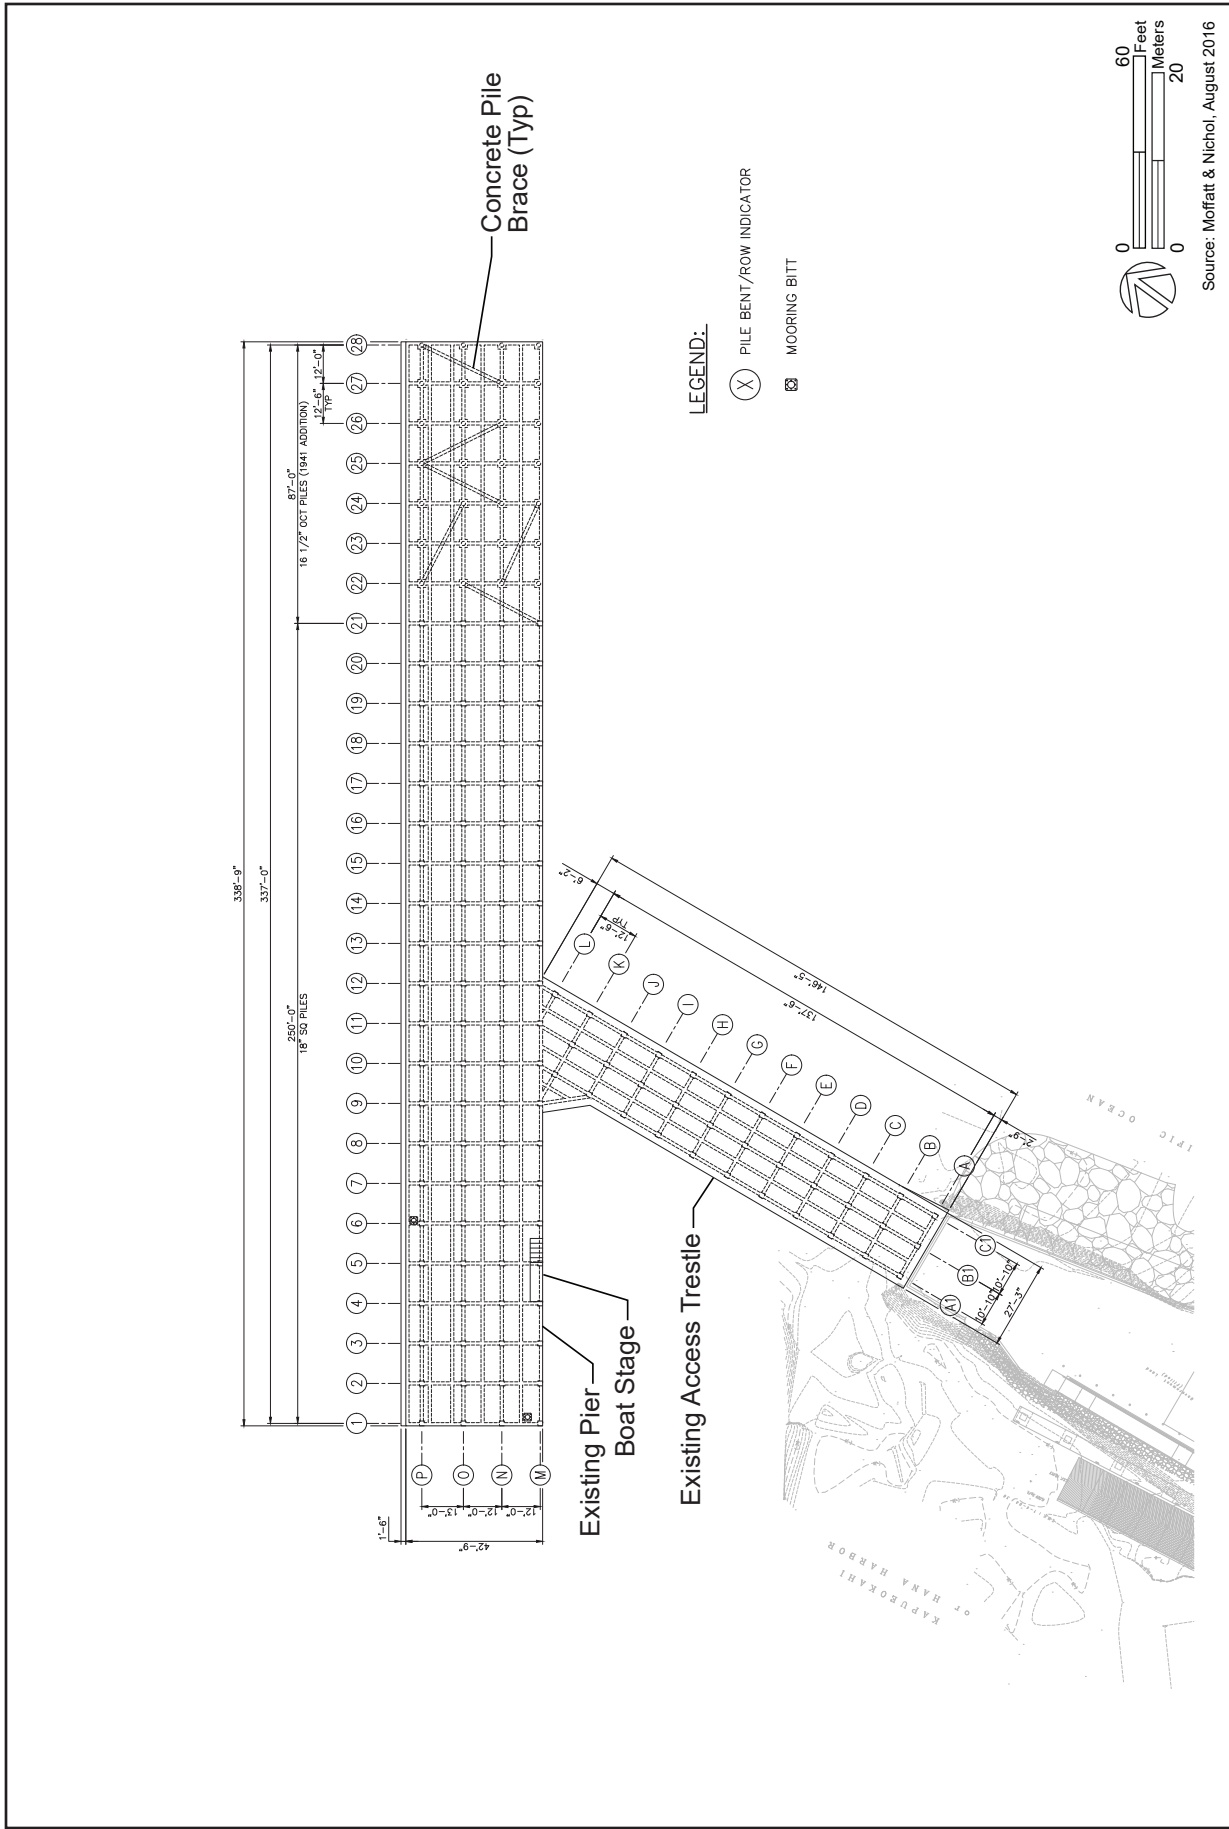 338'-9"
337'-0"
250'-0"
18" SQ PILES
87'-0"
16 1/2" OCT PILES (1941 ADDITION)
12'-6"
TYP
12'-0"
1
2
3
4
5
6
7
8
9
10
11
12
13
14
15
16
17
18
19
20
21
22
23
24
25
26
27
28
P
O
N
M
1'-6"
42'-9"
13'-0"
12'-0"
12'-0"
Concrete Pile
Brace (Typ)
Existing Pier
Boat Stage
Existing Access Trestle
6'-2"
12'-6"
TYP
146'-5"
137'-6"
2'-9"
L
K
J
I
H
G
F
E
D
C
B
A
A1
B1
C1
10'-10"
10'-10"
27'-3"
LEGEND:
X PILE BENT/ROW INDICATOR
MOORING BITT
IPIC OCEAN
KAPUEOKAHI
OF HANA HARBOR
0 60
Feet
Meters
0 20
Source: Moffatt & Nichol, August 2016